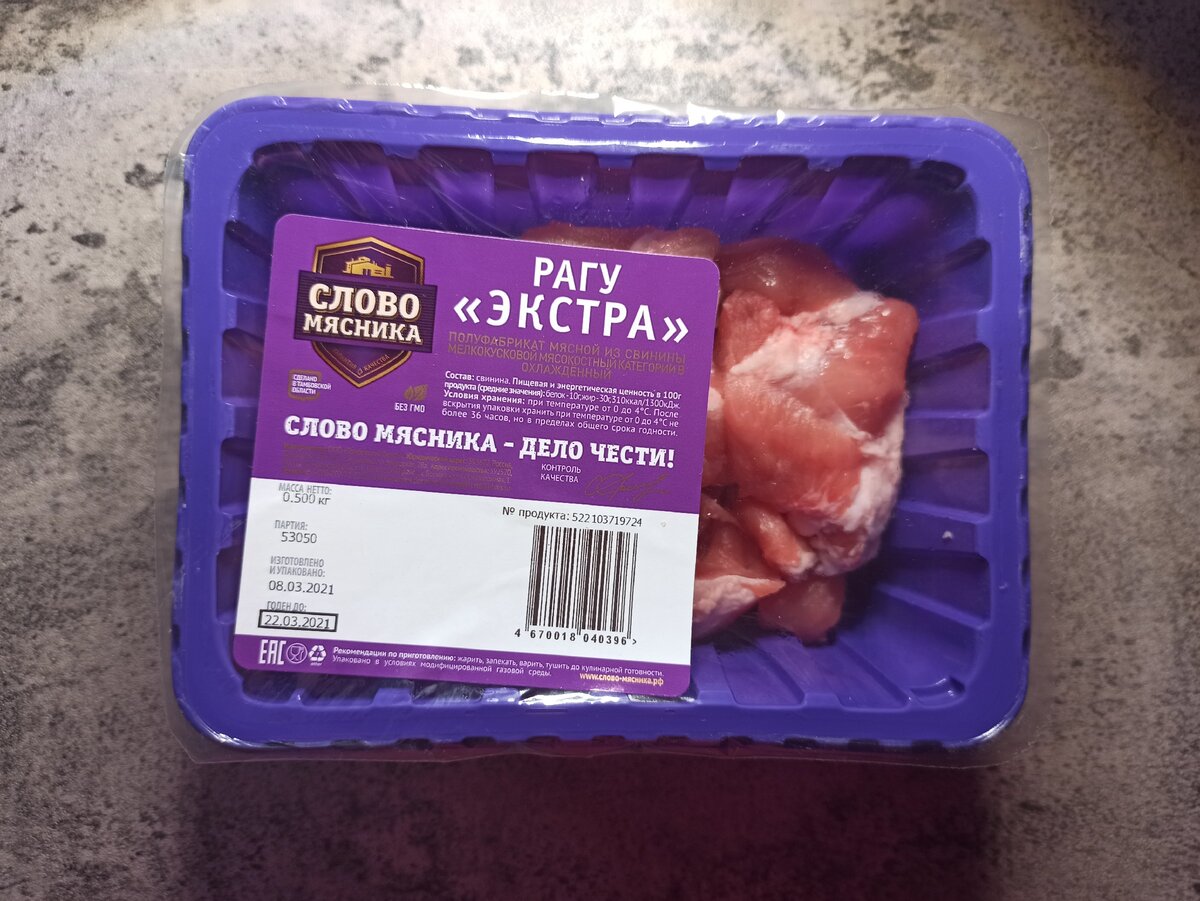 СЛОВО
МЯСНИКА
СДЕЛАНО
В ТАМБОВСКОЙ
ОБЛАСТИ
БЕЗ ГМО
РАГУ
«ЭКСТРА»
ПОЛУФАБРИКАТ МЯСНОЙ ИЗ СВИНИНЫ
МЕЛКОКУСКОВОЙ МЯСОКОСТНЫЙ КАТЕГОРИИ В
ОХЛАЖДЕННЫЙ
Состав: свинина. Пищевая и энергетическая ценность в 100г
продукта (средние значения): белок-10г, жир-30г, 310ккал/1300кДж.
Условия хранения: при температуре от 0 до 4°С. После
вскрытия упаковки хранить при температуре от 0 до 4°С не
более 36 часов, но в пределах общего срока годности.
СЛОВО МЯСНИКА - ДЕЛО ЧЕСТИ!
КОНТРОЛЬ
КАЧЕСТВА
МАССА НЕТТО:
0.500 кг
ПАРТИЯ:
53050
ИЗГОТОВЛЕНО
И УПАКОВАНО:
08.03.2021
ГОДЕН ДО:
22.03.2021
№ продукта: 522103719724
4 670018 040396 >
EAC
Рекомендации по приготовлению: жарить, запекать, варить, тушить до кулинарной готовности.
Упаковано в условиях модифицированной газовой среды.
www.слово-мясника.рф